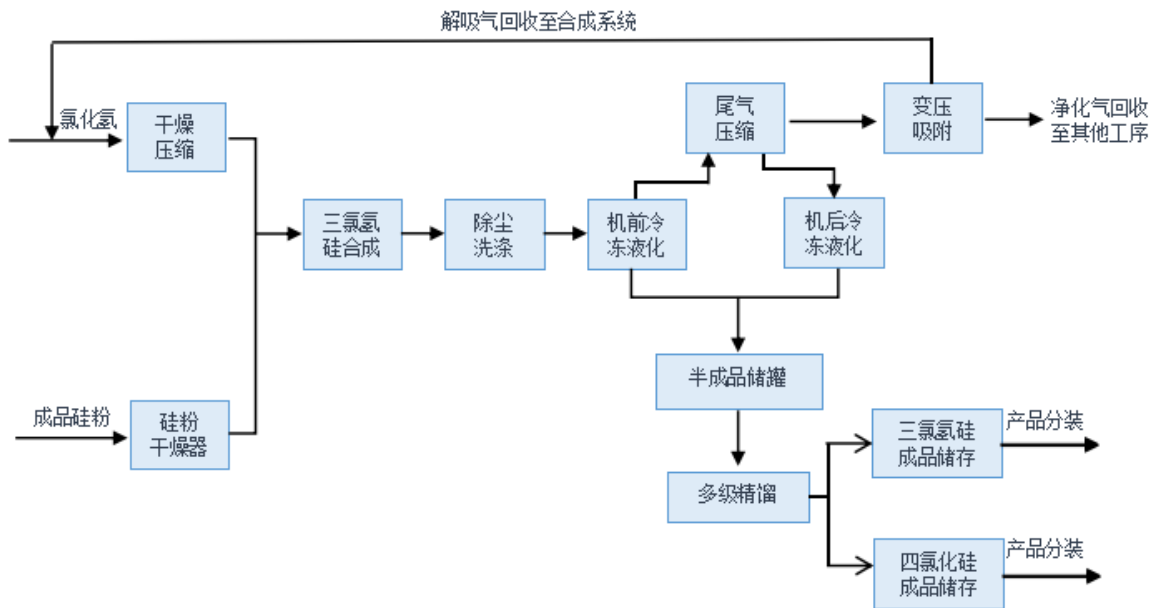 解吸气回收至合成系统
氯化氢
干燥
压缩
尾气
压缩
变压
吸附
净化气回收
至其他工序
三氯氢
硅合成
除尘
洗涤
机前冷
冻液化
机后冷
冻液化
半成品储罐
成品硅粉
硅粉
干燥器
多级精馏
三氯氢硅
成品储存
产品分装
四氯化硅
成品储存
产品分装